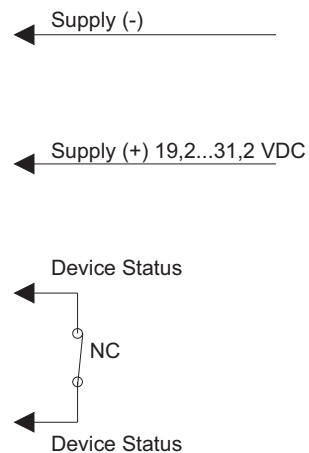 Supply (-)
Supply (+) 19,2...31,2 VDC
Device Status
NC
Device Status